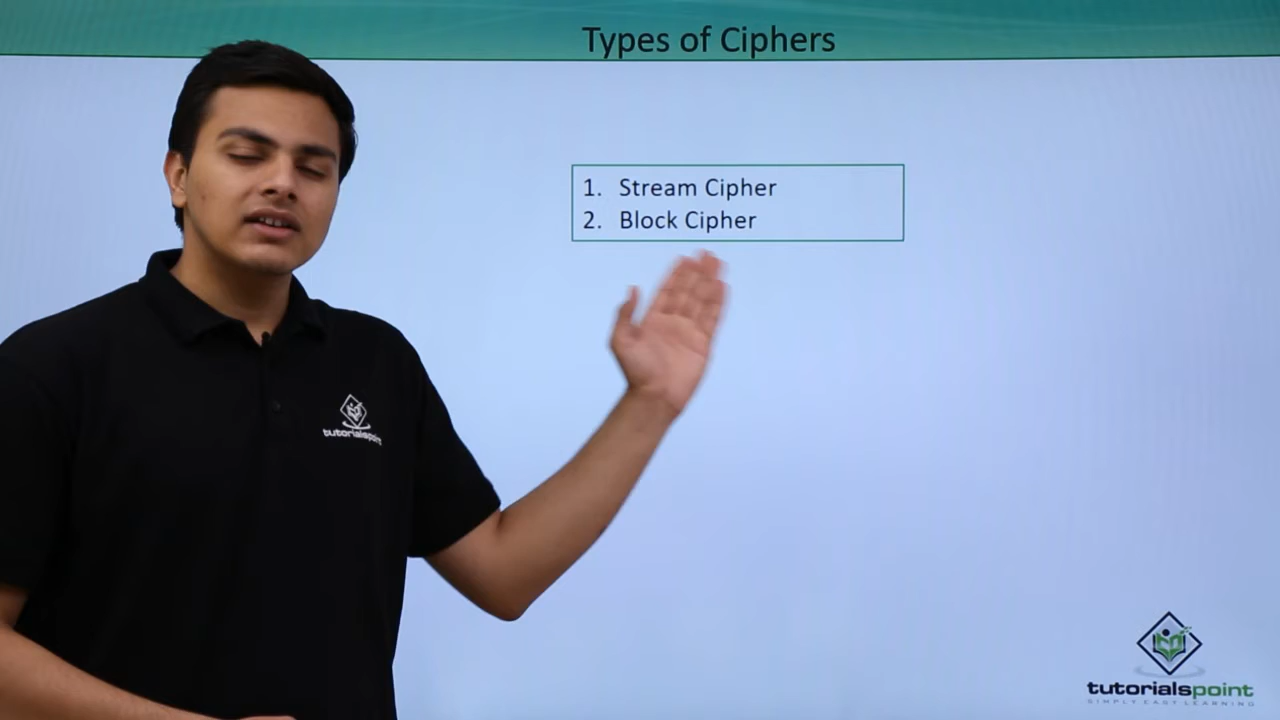 Types of Ciphers
1. Stream Cipher
2. Block Cipher
tutorialspoint
tutorialspoint
SIMPLY EASY LEARNING